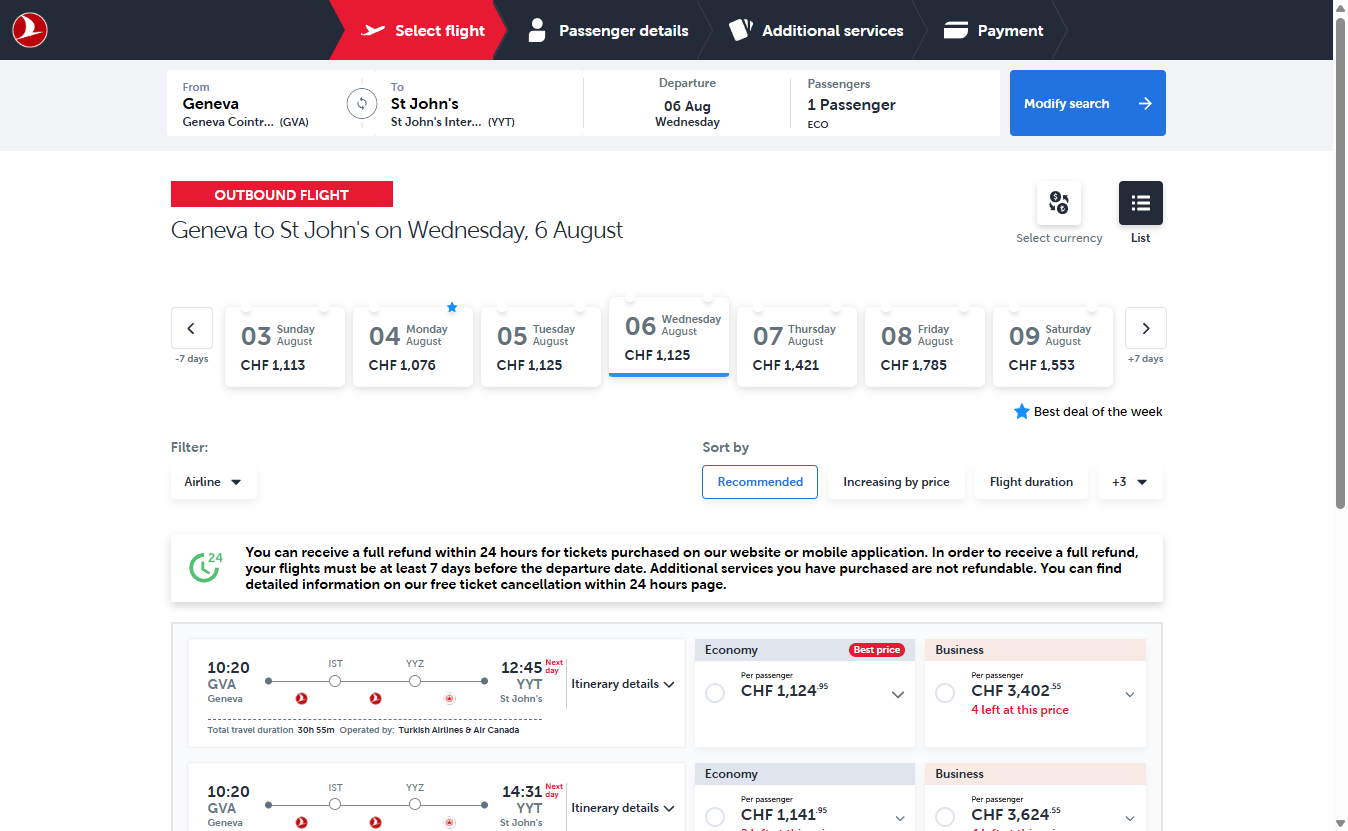 Select flight
Passenger details
Additional services
Payment
From
Geneva
Geneva Cointr... (GVA)
To
St John's
St John's Inter... (YYT)
Departure
06 Aug
Wednesday
Passengers
1 Passenger
ECO
Modify search
OUTBOUND FLIGHT
Geneva to St John's on Wednesday, 6 August
Select currency
List
-7 days
03 Sunday August
CHF 1,113
04 Monday August
CHF 1,076
05 Tuesday August
CHF 1,125
06 Wednesday August
CHF 1,125
07 Thursday August
CHF 1,421
08 Friday August
CHF 1,785
09 Saturday August
CHF 1,553
+7 days
Best deal of the week
Filter:
Airline
Sort by
Recommended
Increasing by price
Flight duration
+3
24
You can receive a full refund within 24 hours for tickets purchased on our website or mobile application. In order to receive a full refund,
your flights must be at least 7 days before the departure date. Additional services you have purchased are not refundable. You can find
detailed information on our free ticket cancellation within 24 hours page.
10:20
GVA
Geneva
IST
YYZ
12:45 Next day
YYT
St John's
Itinerary details
Total travel duration 30h 55m Operated by: Turkish Airlines & Air Canada
Economy
Best price
Per passenger
CHF 1,124.95
Business
Per passenger
CHF 3,402.55
4 left at this price
10:20
GVA
Geneva
IST
YYZ
14:31 Next day
YYT
St John's
Itinerary details
Economy
Per passenger
CHF 1,141.95
Business
Per passenger
CHF 3,624.55